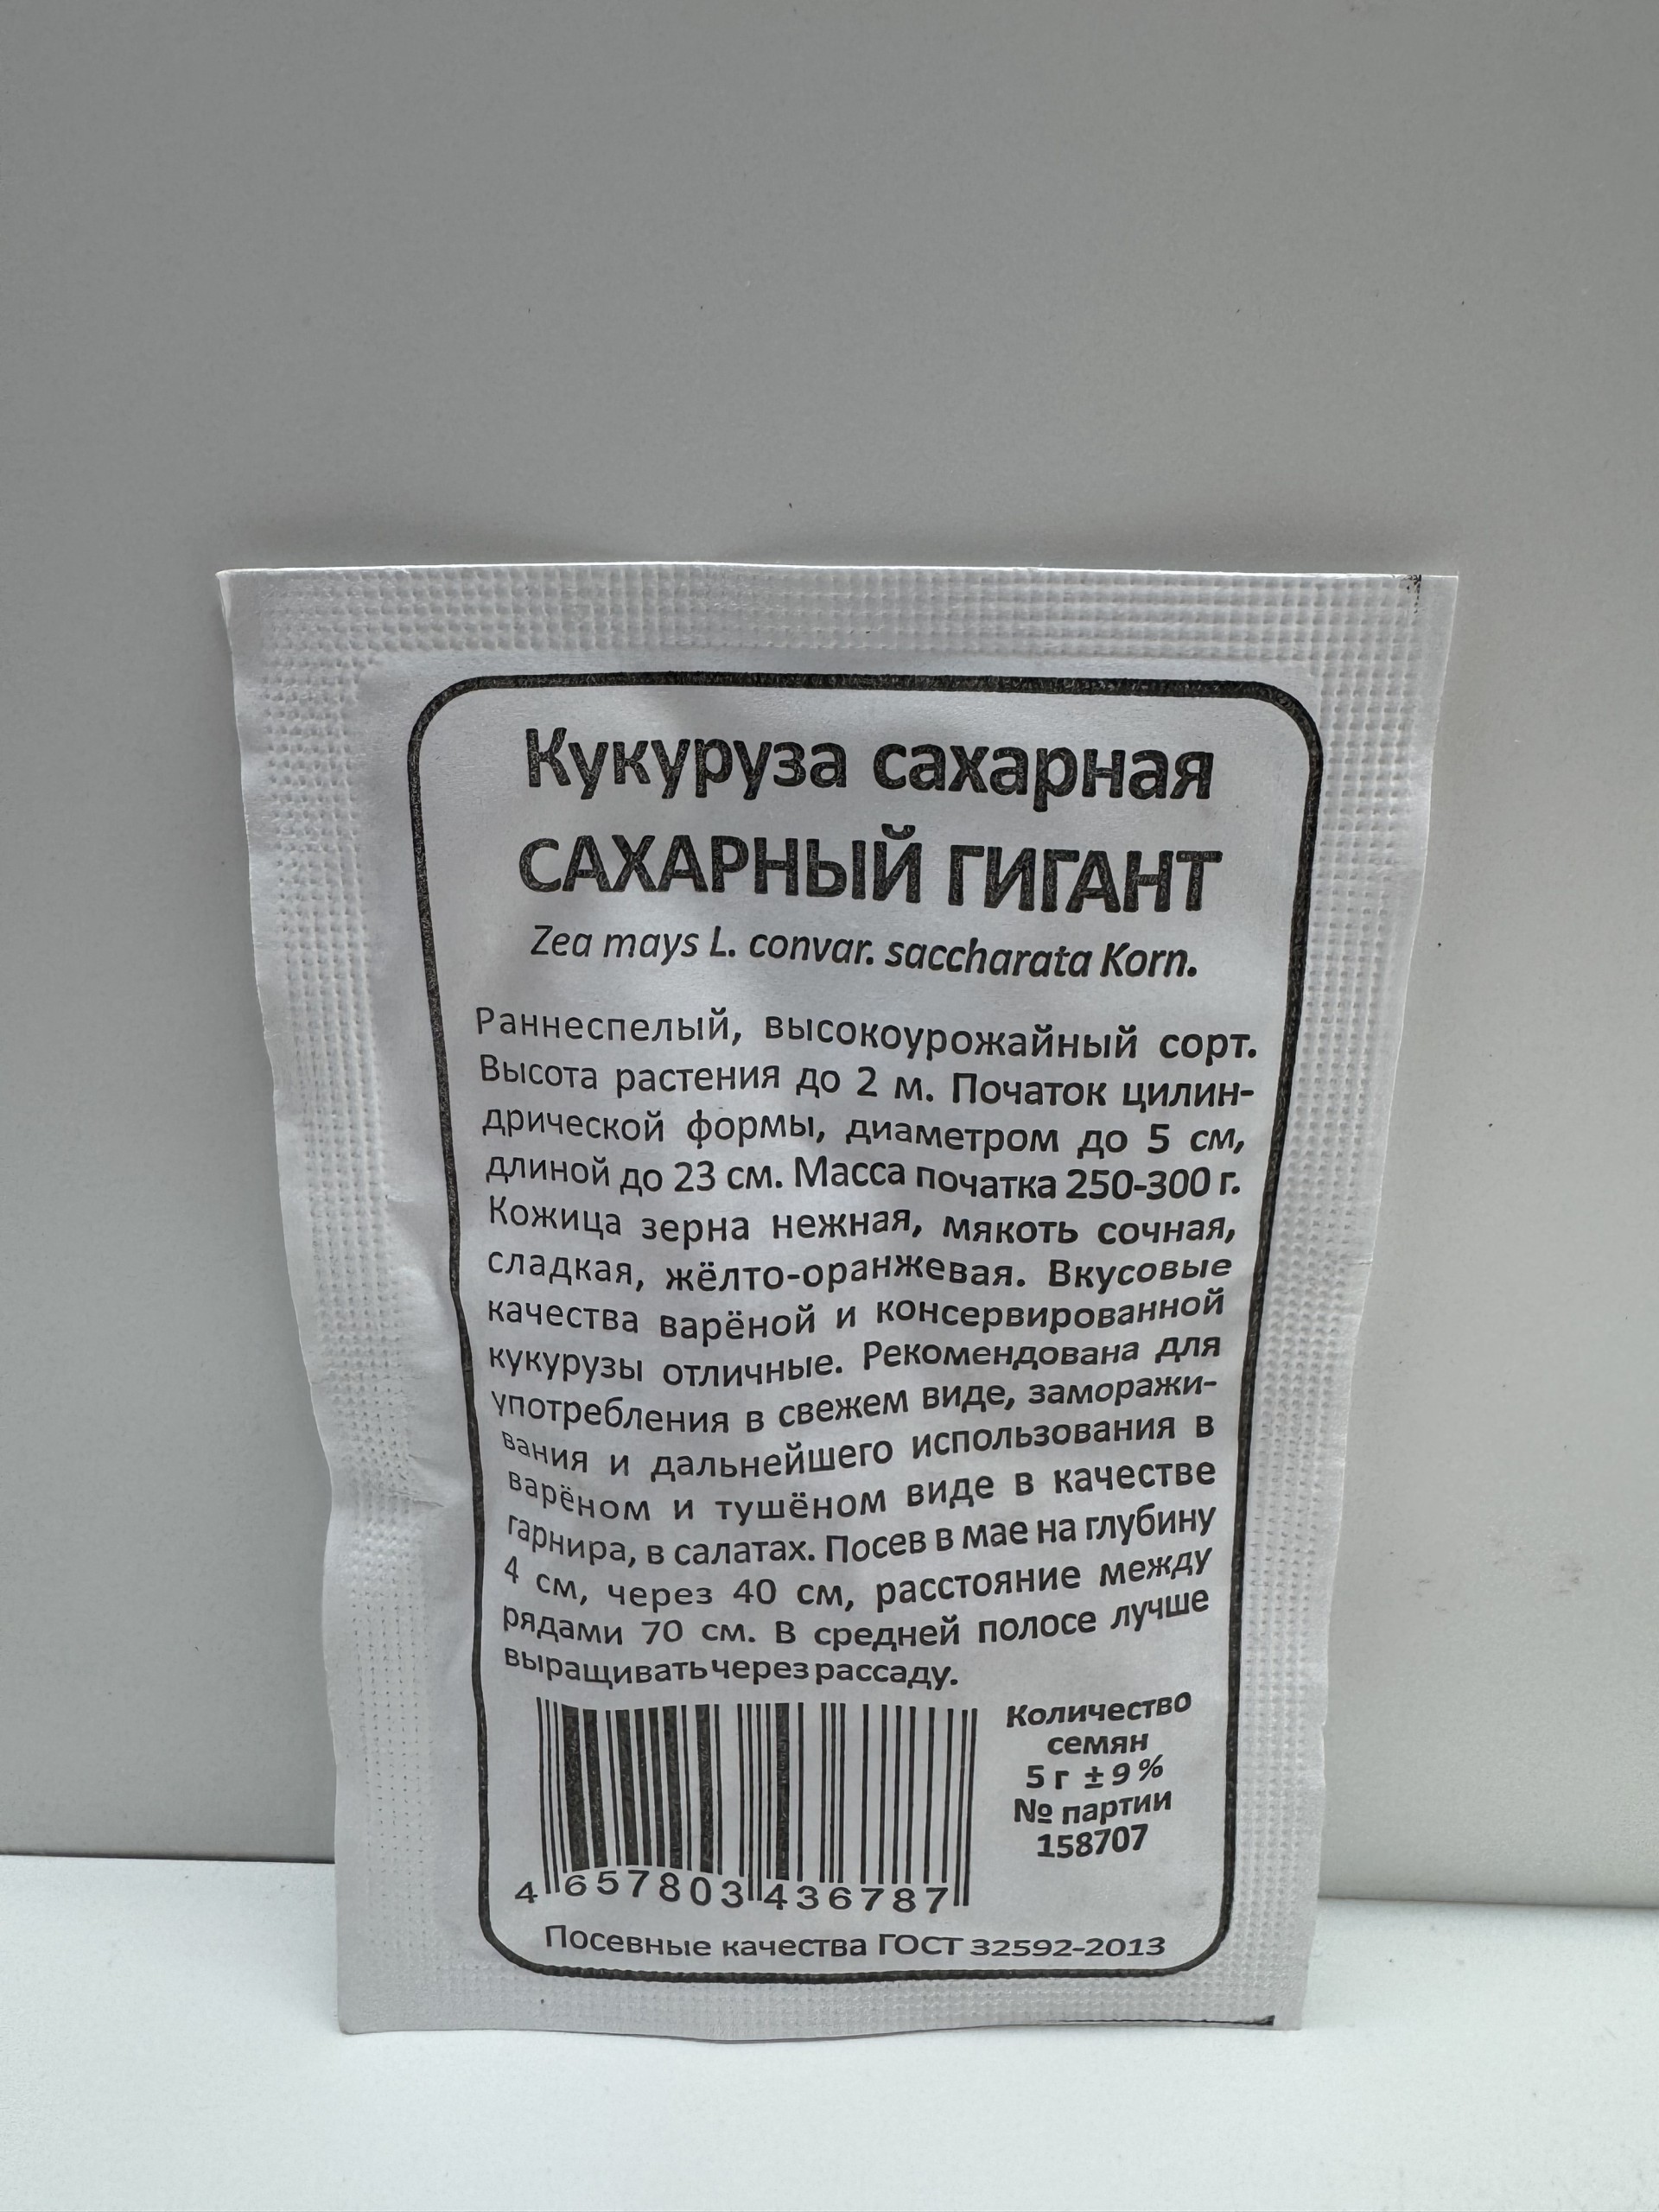 Кукуруза сахарная
САХАРНЫЙ ГИГАНТ
Zea mays L. convar. saccharata Korn.
Раннеспелый, высокоурожайный сорт.
Высота растения до 2 м. Початок цилин-
дрической формы, диаметром до 5 см,
длиной до 23 см. Масса початка 250-300 г.
Кожица зерна нежная, мякоть сочная,
сладкая, жёлто-оранжевая. Вкусовые
качества варёной и консервированной
кукурузы отличные. Рекомендована для
употребления в свежем виде, заморажи-
вания и дальнейшего использования в
варёном и тушёном виде в качестве
гарнира, в салатах. Посев в мае на глубину
4 см, через 40 см, расстояние между
рядами 70 см. В средней полосе лучше
выращивать через рассаду.
Количество
семян
5 г ±9%
№ партии
158707
4 657803 436787
Посевные качества ГОСТ 32592-2013